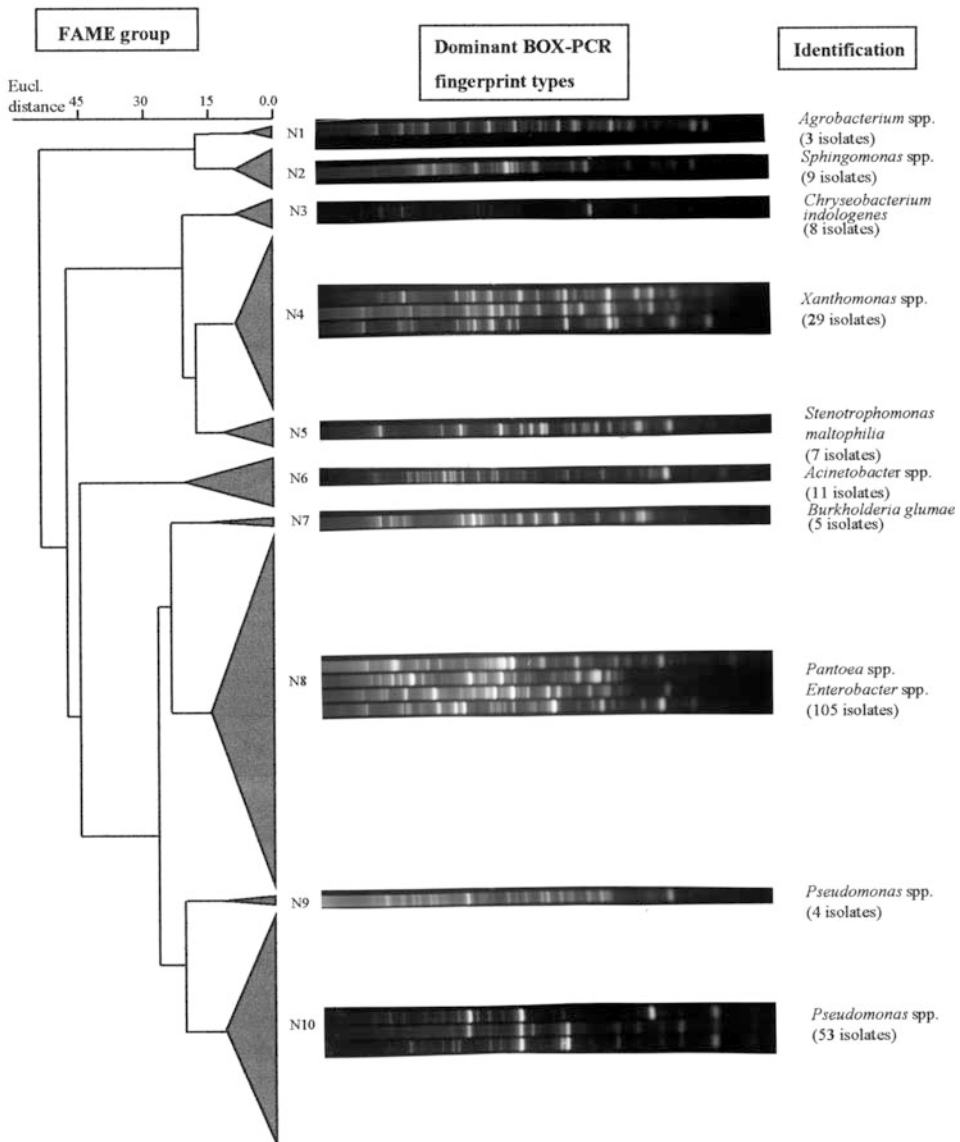 FAME group
Dominant BOX-PCR
fingerprint types
Identification
Eucl.
distance
45 30 15 0.0
N1
Agrobacterium spp.
(3 isolates)
N2
Sphingomonas spp.
(9 isolates)
N3
Chryseobacterium
indologenes
(8 isolates)
N4
Xanthomonas spp.
(29 isolates)
N5
Stenotrophomonas
maltophilia
(7 isolates)
N6
Acinetobacter spp.
(11 isolates)
N7
Burkholderia glumae
(5 isolates)
N8
Pantoea spp.
Enterobacter spp.
(105 isolates)
N9
Pseudomonas spp.
(4 isolates)
N10
Pseudomonas spp.
(53 isolates)